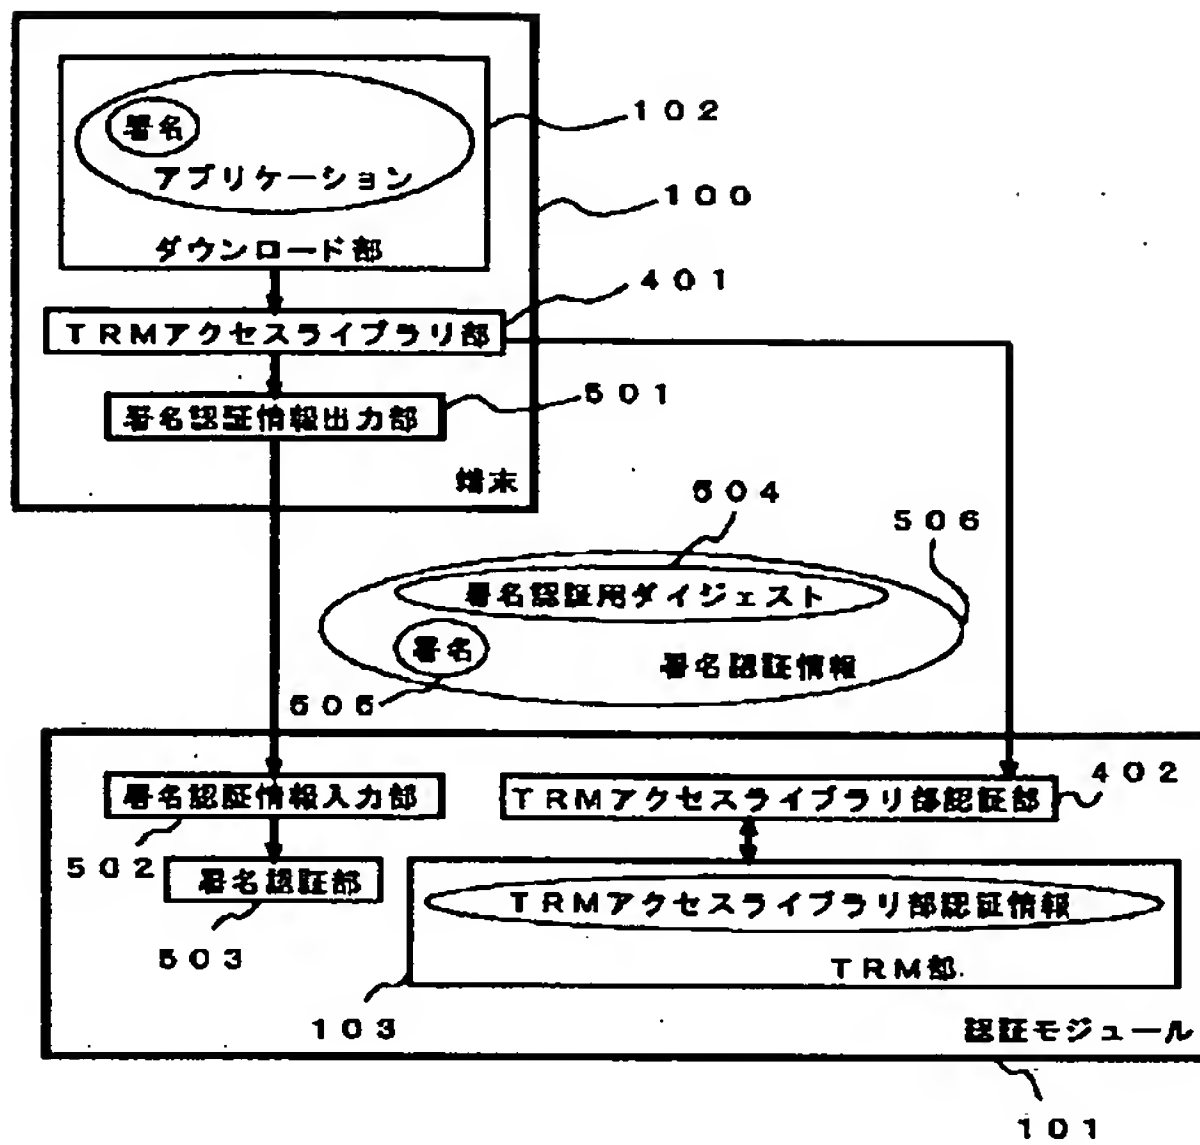 署名
アプリケーション
ダウンロード部
102
100
401
TRMアクセスライブラリ部
501
署名認証情報出力部
端末
504
506
署名認証用ダイジェスト
署名
署名認証情報
505
署名認証情報入力部
TRMアクセスライブラリ部認証部
402
502
署名認証部
503
TRMアクセスライブラリ部認証情報
TRM部
103
認証モジュール
101